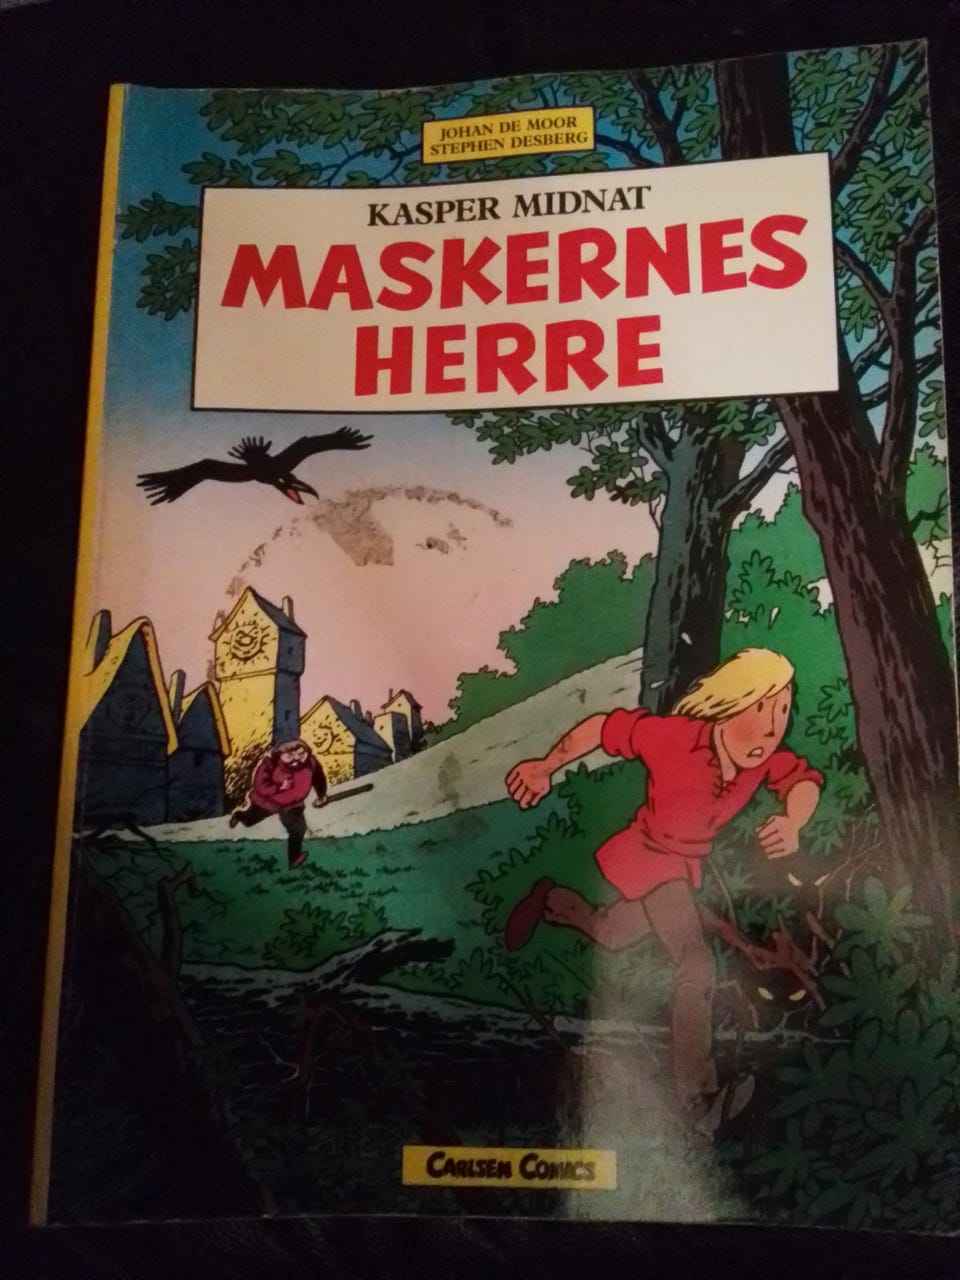 JOHAN DE MOOR
STEPHEN DESBERG
KASPER MIDNAT
MASKERNES
HERRE
CARLSEN COMICS